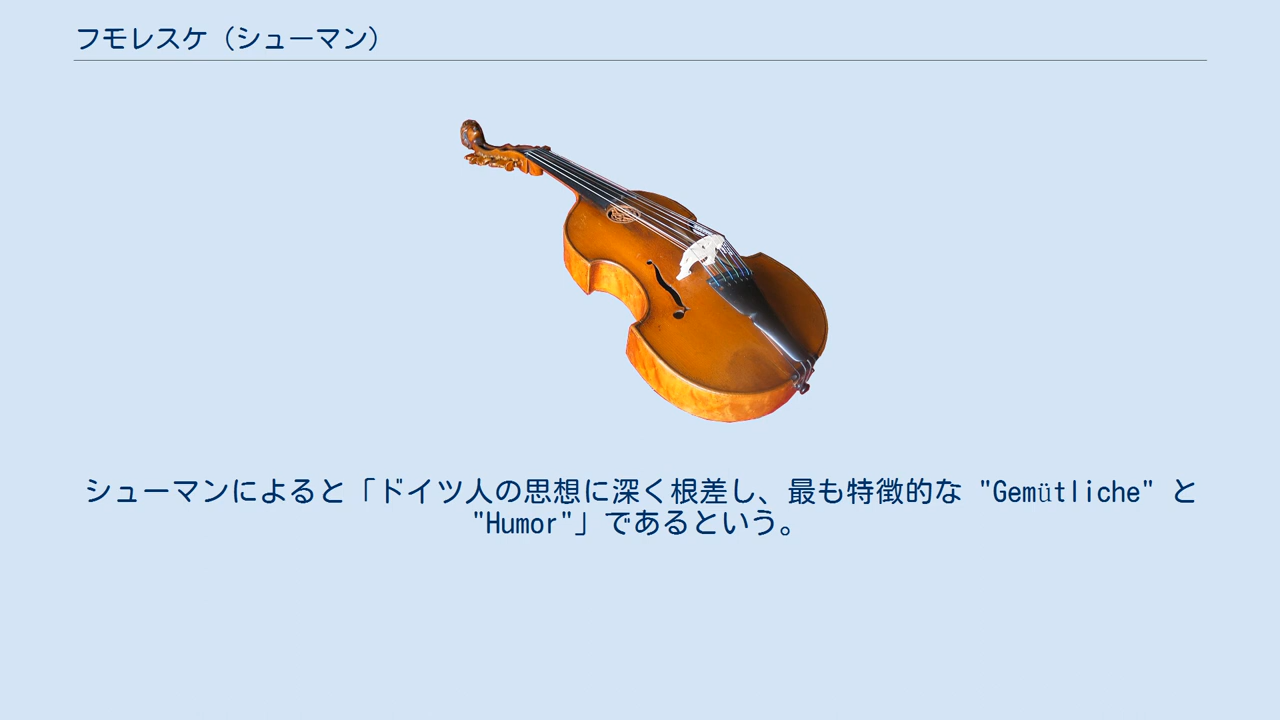 フモレスケ（シューマン）
シューマンによると「ドイツ人の思想に深く根差し、最も特徴的な "Gemütliche" と
"Humor"」であるという。